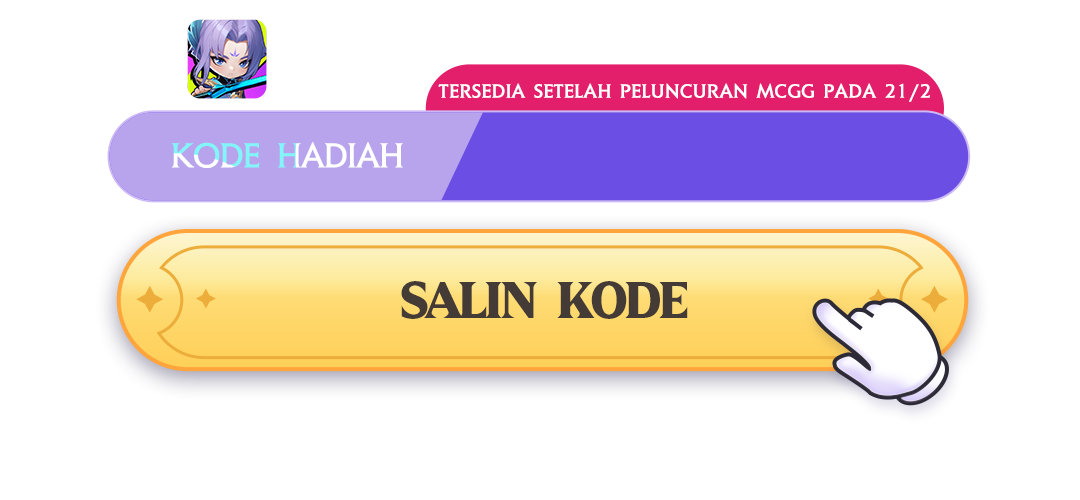 TERSEDIA SETELAH PELUNCURAN MCGG PADA 21/2
KODE HADIAH
SALIN KODE